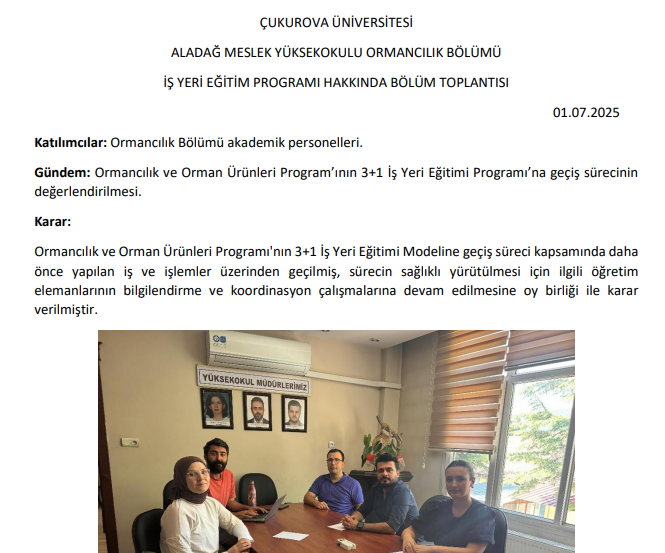 ÇUKUROVA ÜNİVERSİTESİ
ALADAĞ MESLEK YÜKSEKOKULU ORMANCILIK BÖLÜMÜ
İŞ YERİ EĞİTİM PROGRAMI HAKKINDA BÖLÜM TOPLANTISI
01.07.2025
Katılımcılar: Ormancılık Bölümü akademik personelleri.
Gündem: Ormancılık ve Orman Ürünleri Program’ının 3+1 İş Yeri Eğitimi Programı’na geçiş sürecinin
değerlendirilmesi.
Karar:
Ormancılık ve Orman Ürünleri Programı'nın 3+1 İş Yeri Eğitimi Modeline geçiş süreci kapsamında daha
önce yapılan iş ve işlemler üzerinden geçilmiş, sürecin sağlıklı yürütülmesi için ilgili öğretim
elemanlarının bilgilendirme ve koordinasyon çalışmalarına devam edilmesine oy birliği ile karar
verilmiştir.
YÜKSEKOKUL MÜDÜRLERİMİZ